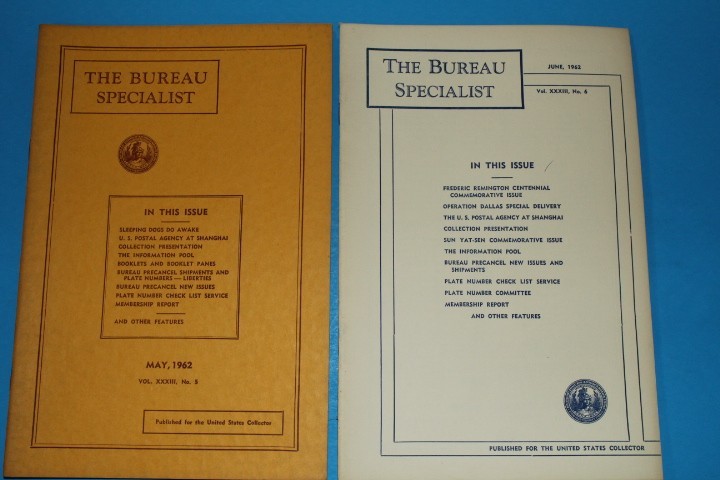 THE BUREAU
SPECIALIST
IN THIS ISSUE
SLEEPING DOGS DO AWAKE
U. S. POSTAL AGENCY AT SHANGHAI
COLLECTION PRESENTATION
THE INFORMATION POOL
BOOKLETS AND BOOKLET PANES
BUREAU PRECANCEL SHIPMENTS AND
PLATE NUMBERS — LIBERTIES
BUREAU PRECANCEL NEW ISSUES
PLATE NUMBER CHECK LIST SERVICE
MEMBERSHIP REPORT
AND OTHER FEATURES
MAY, 1962
VOL. XXXIII, No. 5
Published for the United States Collector
THE BUREAU
SPECIALIST
JUNE, 1962
Vol. XXXIII, No. 6
IN THIS ISSUE
FREDERIC REMINGTON CENTENNIAL
COMMEMORATIVE ISSUE
OPERATION DALLAS SPECIAL DELIVERY
THE U. S. POSTAL AGENCY AT SHANGHAI
COLLECTION PRESENTATION
SUN YAT-SEN COMMEMORATIVE ISSUE
THE INFORMATION POOL
BUREAU PRECANCEL NEW ISSUES AND
SHIPMENTS
PLATE NUMBER CHECK LIST SERVICE
PLATE NUMBER COMMITTEE
MEMBERSHIP REPORT
AND OTHER FEATURES
PUBLISHED FOR THE UNITED STATES COLLECTOR